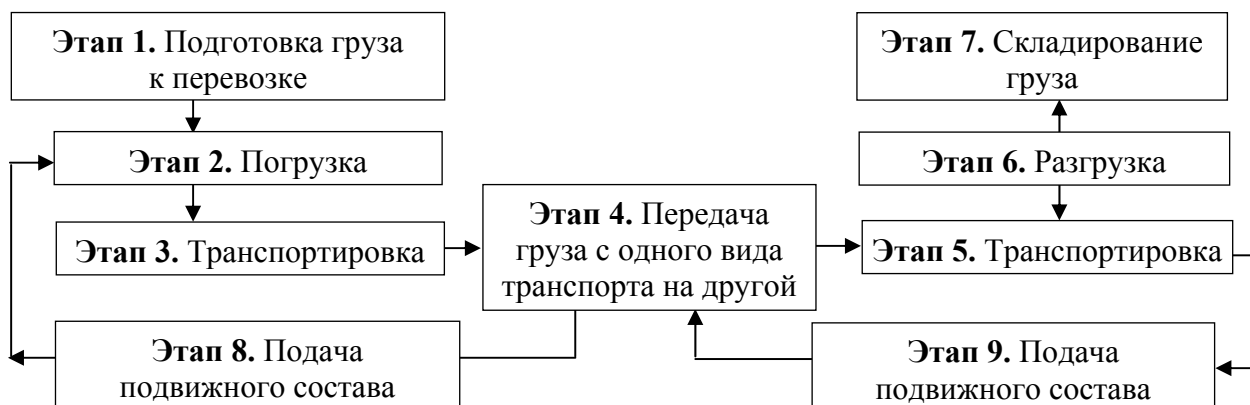 Этап 1. Подготовка груза
к перевозке
Этап 7. Складирование
груза
Этап 2. Погрузка
Этап 6. Разгрузка
Этап 3. Транспортировка
Этап 4. Передача
груза с одного вида
транспорта на другой
Этап 5. Транспортировка
Этап 8. Подача
подвижного состава
Этап 9. Подача
подвижного состава